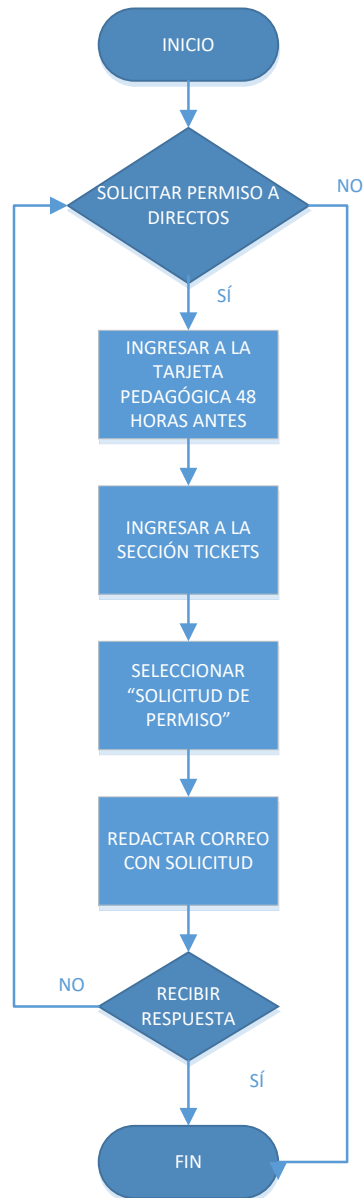 INICIO
SOLICITAR PERMISO A
DIRECTOS
NO
SÍ
INGRESAR A LA
TARJETA
PEDAGÓGICA 48
HORAS ANTES
INGRESAR A LA
SECCIÓN TICKETS
SELECCIONAR
“SOLICITUD DE
PERMISO”
REDACTAR CORREO
CON SOLICITUD
NO
RECIBIR
RESPUESTA
SÍ
FIN